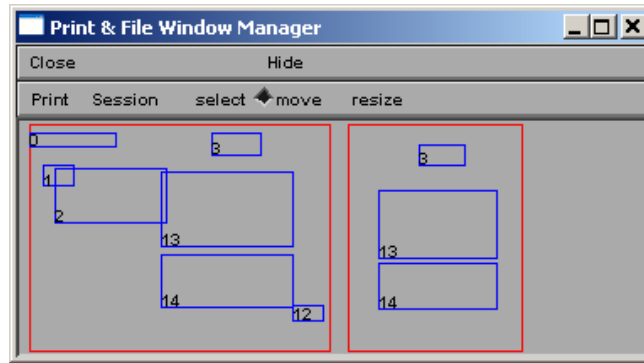 Print & File Window Manager
Close Hide
Print Session select move resize
0 3 3
1
2 13 13
14 14
12